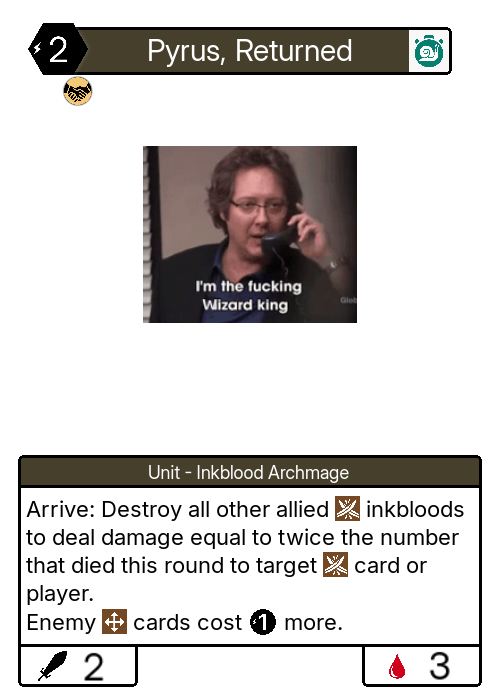 2
Pyrus, Returned
I'm the fucking
Wizard king
Glob
Unit - Inkblood Archmage
Arrive: Destroy all other allied inkbloods
to deal damage equal to twice the number
that died this round to target card or
player.
Enemy cards cost 1 more.
2
3